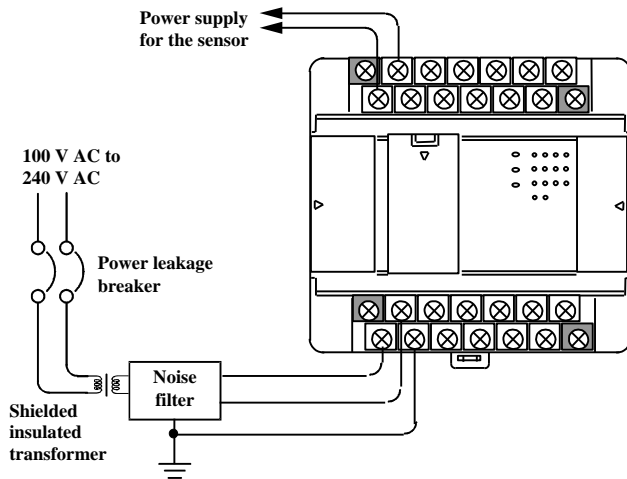 Power supply
for the sensor
100 V AC to
240 V AC
Power leakage
breaker
Noise
filter
Shielded
insulated
transformer